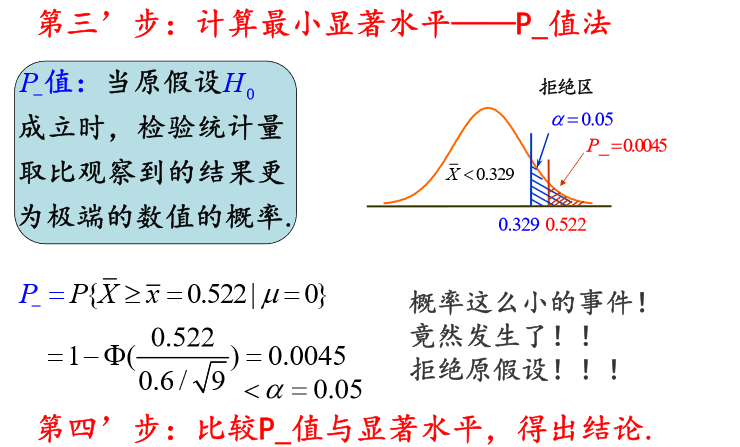 第三’步：计算最小显著水平——P_值法
P_值：当原假设H₀
成立时，检验统计量
取比观察到的结果更
为极端的数值的概率.
拒绝区
α=0.05
P_=0.0045
X̄<0.329
0.329 0.522
P_=P{X̄≥x̄=0.522|μ=0}
=1−Φ(0.522/(0.6/√9))=0.0045
<α=0.05
概率这么小的事件！
竟然发生了！！
拒绝原假设！！！
第四’步：比较P_值与显著水平，得出结论.